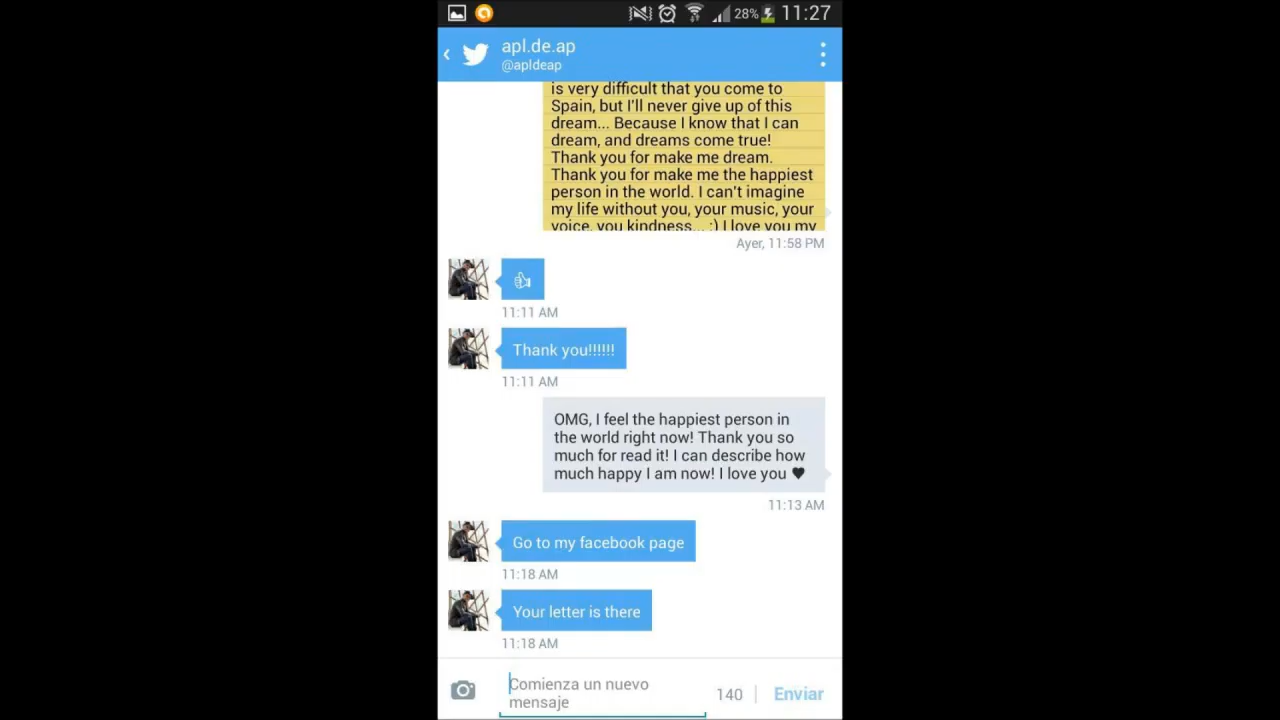 28% 11:27
apl.de.ap
@apldeap
is very difficult that you come to
Spain, but I'll never give up of this
dream... Because I know that I can
dream, and dreams come true!
Thank you for make me dream.
Thank you for make me the happiest
person in the world. I can't imagine
my life without you, your music, your
voice, you kindness... :) I love you my
Ayer, 11:58 PM
11:11 AM
Thank you!!!!!!
11:11 AM
OMG, I feel the happiest person in
the world right now! Thank you so
much for read it! I can describe how
much happy I am now! I love you ♥
11:13 AM
Go to my facebook page
11:18 AM
Your letter is there
11:18 AM
Comienza un nuevo
mensaje
140
Enviar